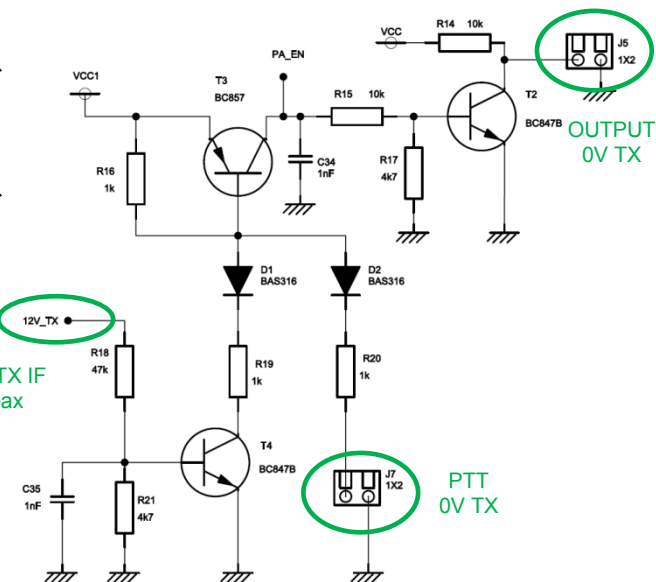 VCC
R14 10k
J5
1X2
PA_EN
VCC1
T3
BC857
R15 10k
T2
BC847B
OUTPUT
0V TX
C34
1nF
R17
4k7
R16
1k
D1
BAS316
D2
BAS316
12V_TX
R18
47k
R19
1k
R20
1k
TX IF
T4
BC847B
J7
1X2
PTT
0V TX
C35
1nF
R21
4k7